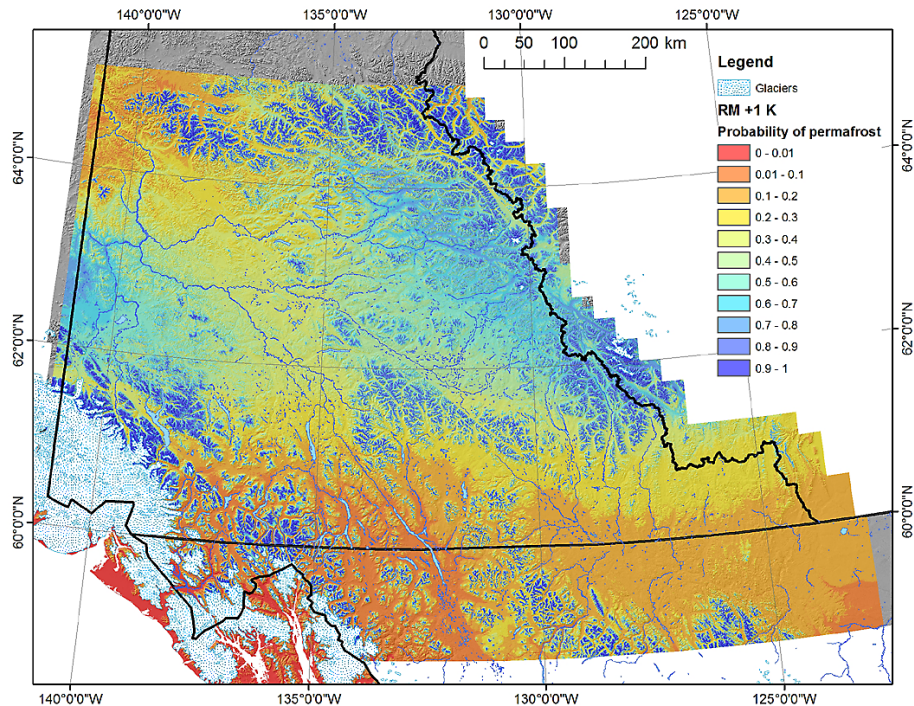 140°0'0"W 135°0'0"W 130°0'0"W 125°0'0"W
0 50 100 200 km
Legend
Glaciers
RM +1 K
Probability of permafrost
0 - 0.01
0.01 - 0.1
0.1 - 0.2
0.2 - 0.3
0.3 - 0.4
0.4 - 0.5
0.5 - 0.6
0.6 - 0.7
0.7 - 0.8
0.8 - 0.9
0.9 - 1
64°0'0"N
64°0'0"N
62°0'0"N
62°0'0"N
60°0'0"N
60°0'0"N
140°0'0"W 135°0'0"W 130°0'0"W 125°0'0"W